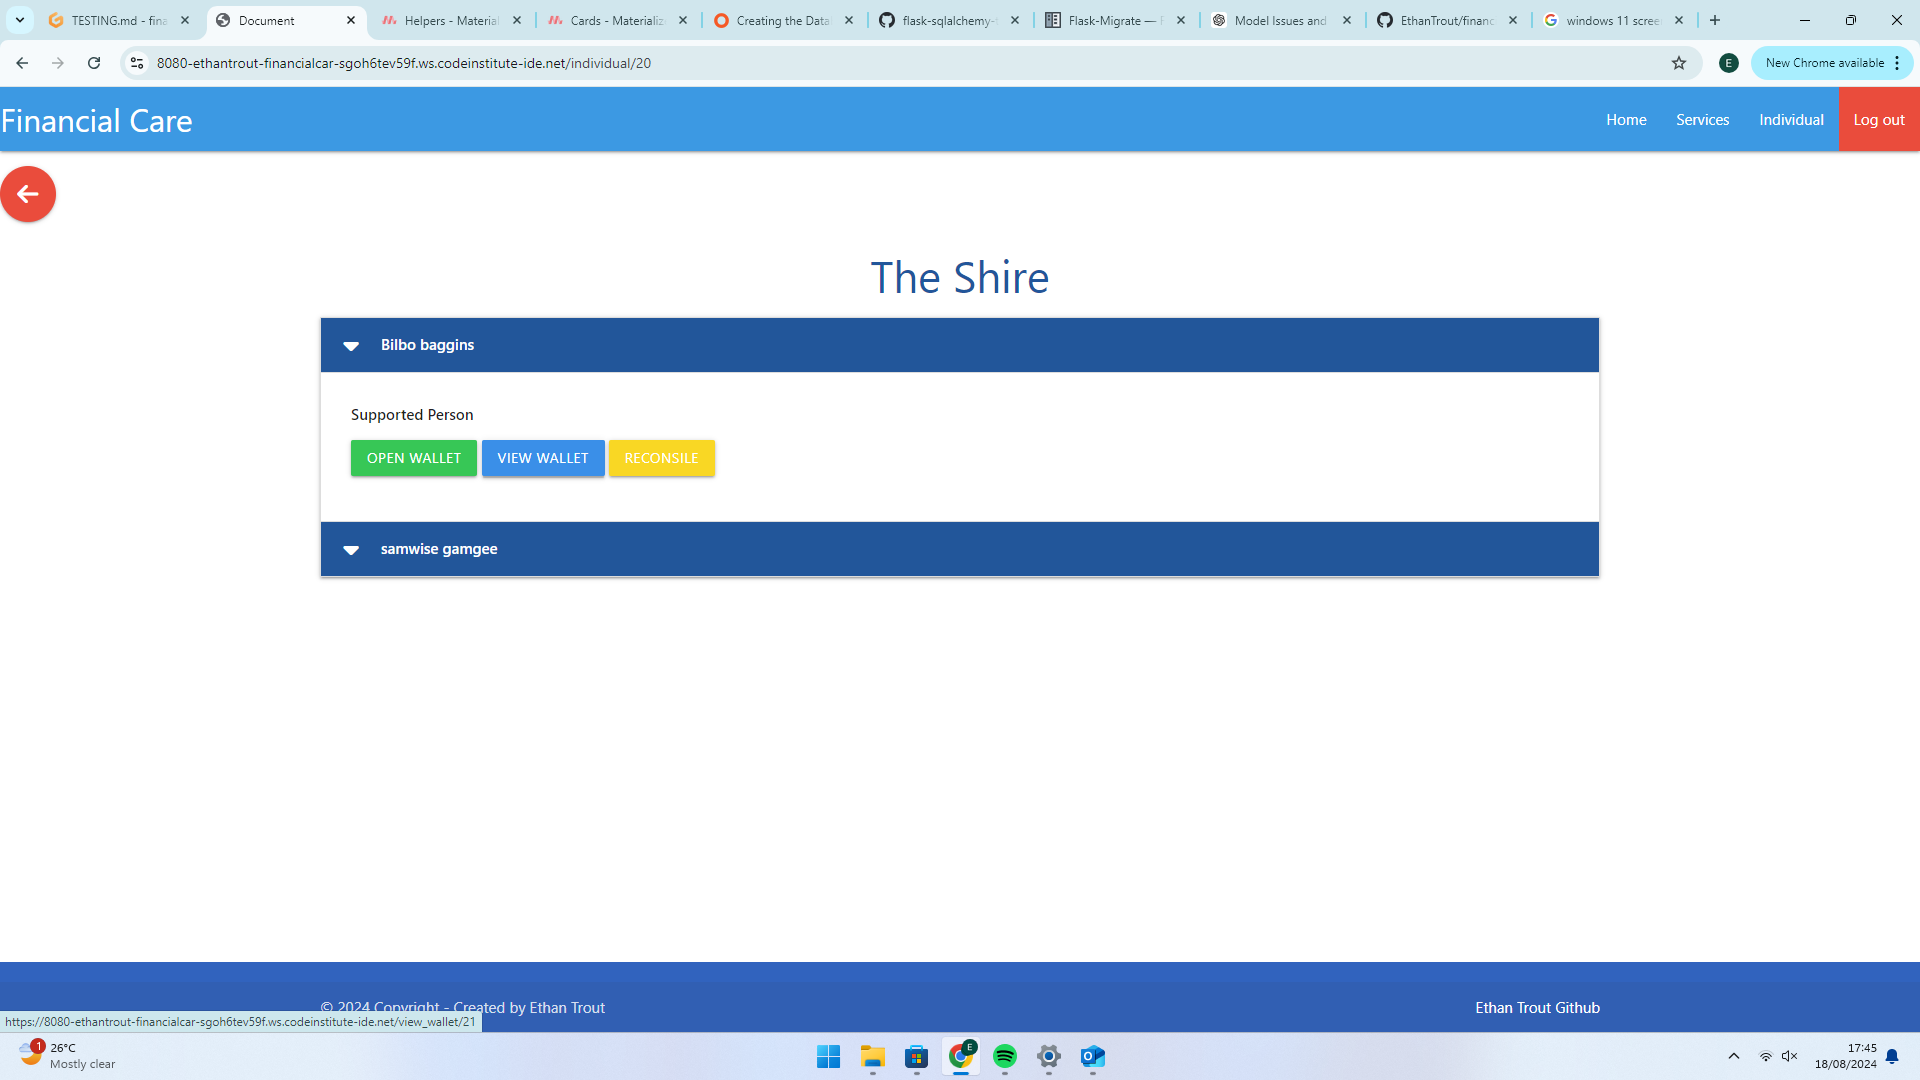 TESTING.md - fina
Document
Helpers - Material
Cards - Materializ
Creating the Data
flask-sqlalchemy-
Flask-Migrate —
Model Issues and
EthanTrout/financ
windows 11 scree
8080-ethantrout-financialcar-sgoh6tev59f.ws.codeinstitute-ide.net/individual/20
E
New Chrome available
Financial Care
Home
Services
Individual
Log out
The Shire
Bilbo baggins
Supported Person
OPEN WALLET
VIEW WALLET
RECONSILE
samwise gamgee
© 2024 Copyright - Created by Ethan Trout
Ethan Trout Github
https://8080-ethantrout-financialcar-sgoh6tev59f.ws.codeinstitute-ide.net/view_wallet/21
1
26°C
Mostly clear
E
17:45
18/08/2024